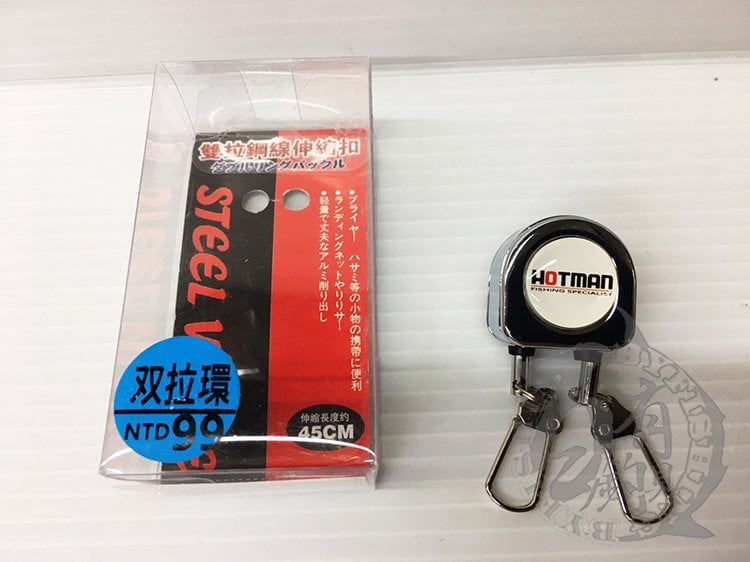 雙拉鋼線伸縮扣
ダブルリングバックル
STEEL
●プライヤー ハサミ等の小物の携帯に便利
●ランディングネットやりリサー
●軽量で丈夫なアルミ削り出し
双拉環
NTD99
伸縮長度約
45CM
HOTMAN
FISHING SPECIALIST